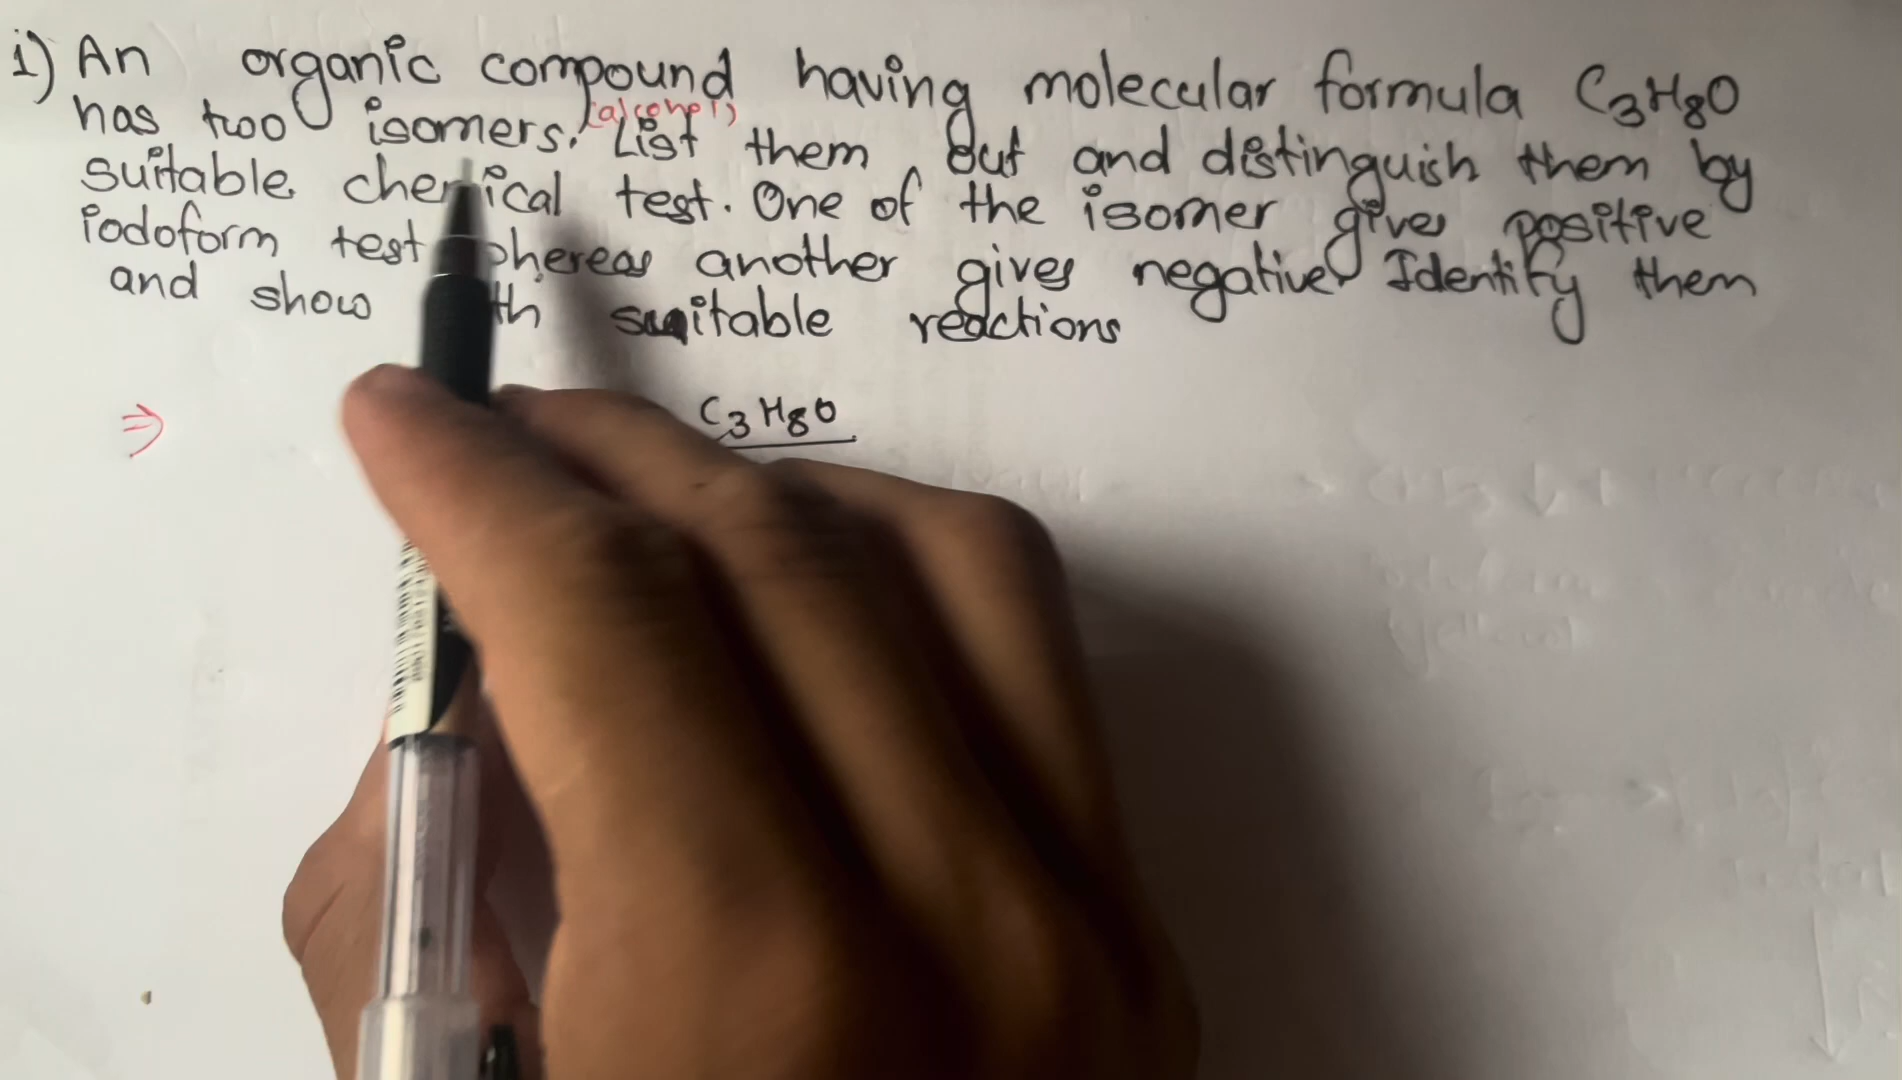 i) An organic compound having molecular formula C₃H₈O
has two isomers. (alcohol) List them out and distinguish them by
suitable chemical test. One of the isomer gives positive
iodoform test whereas another gives negative Identify them
and show suitable reactions
⇒ C₃H₈O